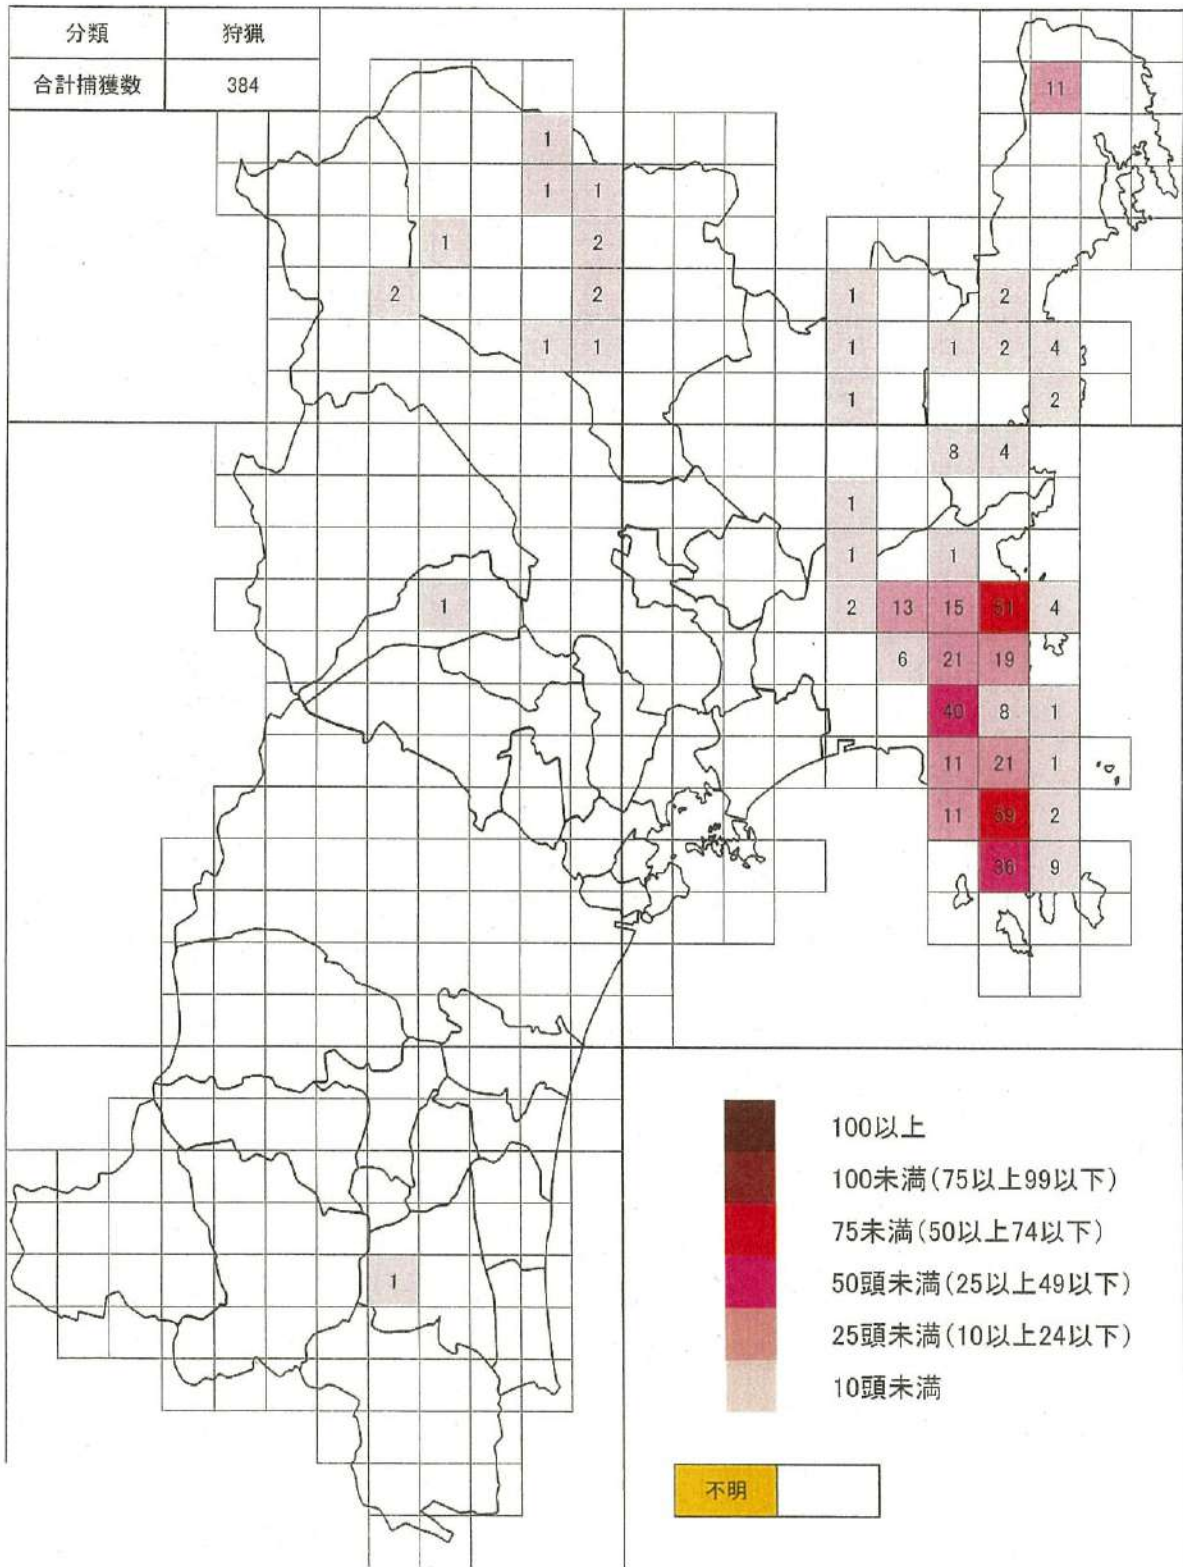 分類 狩猟
合計捕獲数 384
11
1
1 1
1 2
2 2 1 2
1 1 1 1 2 4
1 2
8 4
1
1 1
1 2 13 15 51 4
6 21 19
40 8 1
11 21 1
11 59 2
36 9
1
100以上
100未満(75以上99以下)
75未満(50以上74以下)
50頭未満(25以上49以下)
25頭未満(10以上24以下)
10頭未満
不明